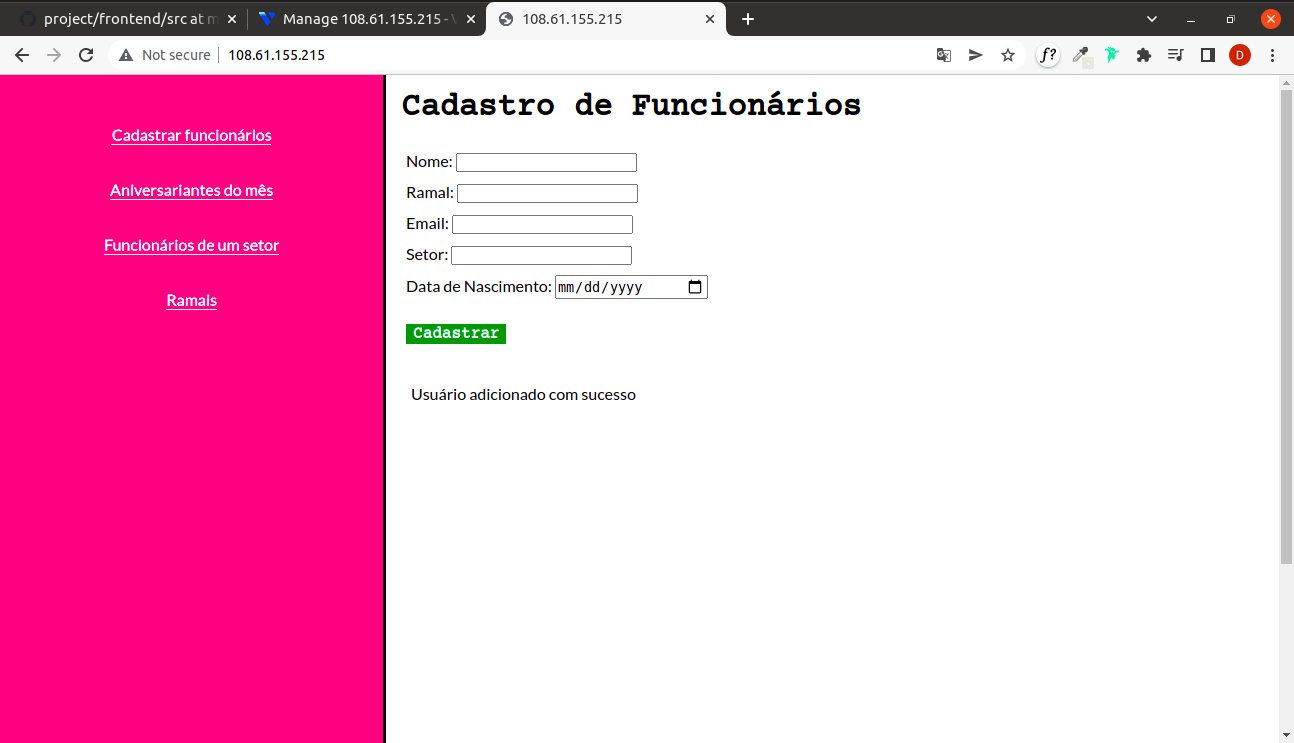 project/frontend/src at m
Manage 108.61.155.215 - V
108.61.155.215
Not secure
108.61.155.215
f?
D
Cadastrar funcionários
Aniversariantes do mês
Funcionários de um setor
Ramais
Cadastro de Funcionários
Nome:
Ramal:
Email:
Setor:
Data de Nascimento: mm/dd/yyyy
Cadastrar
Usuário adicionado com sucesso